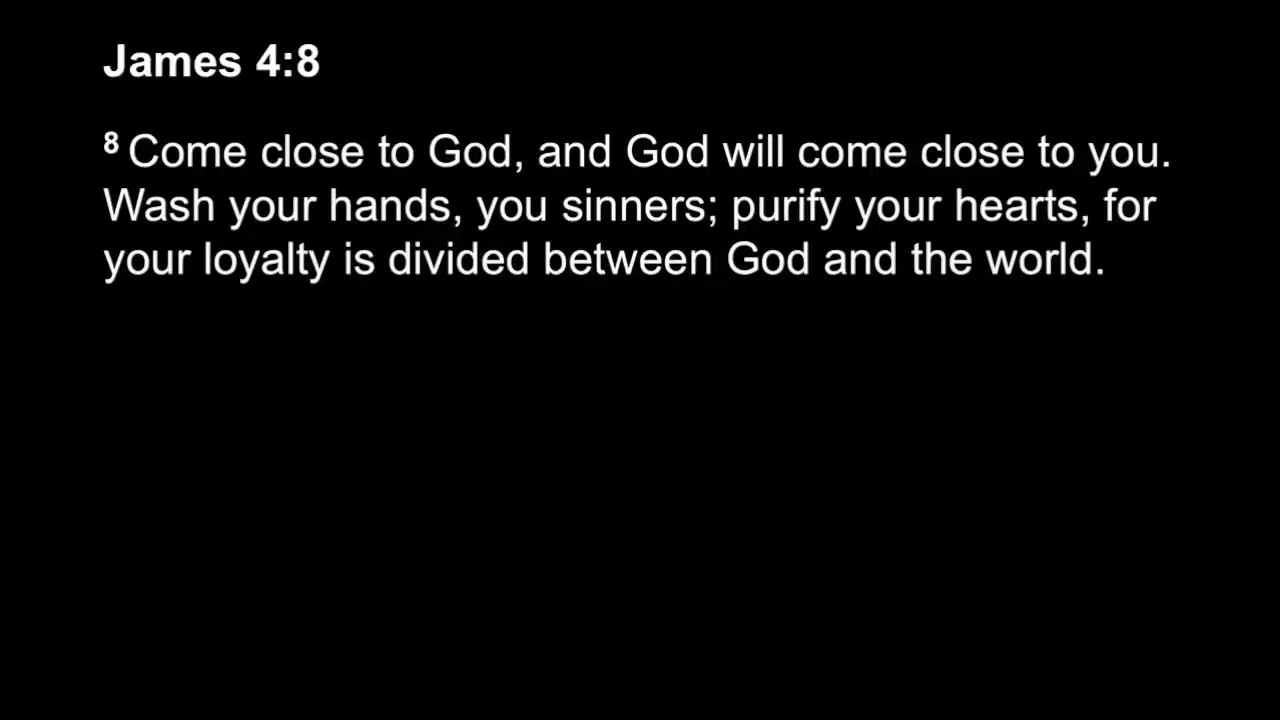 James 4:8
8 Come close to God, and God will come close to you.
Wash your hands, you sinners; purify your hearts, for
your loyalty is divided between God and the world.